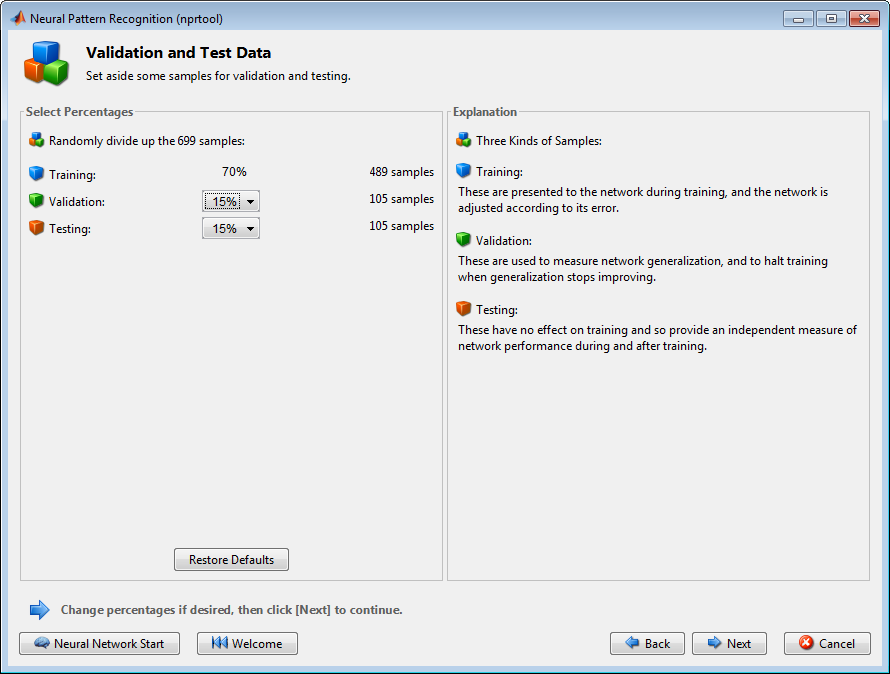 Neural Pattern Recognition (nprtool)
Validation and Test Data
Set aside some samples for validation and testing.
Select Percentages
Randomly divide up the 699 samples:
Training: 70% 489 samples
Validation: 15% 105 samples
Testing: 15% 105 samples
Restore Defaults
Explanation
Three Kinds of Samples:
Training:
These are presented to the network during training, and the network is
adjusted according to its error.
Validation:
These are used to measure network generalization, and to halt training
when generalization stops improving.
Testing:
These have no effect on training and so provide an independent measure of
network performance during and after training.
Change percentages if desired, then click [Next] to continue.
Neural Network Start Welcome Back Next Cancel